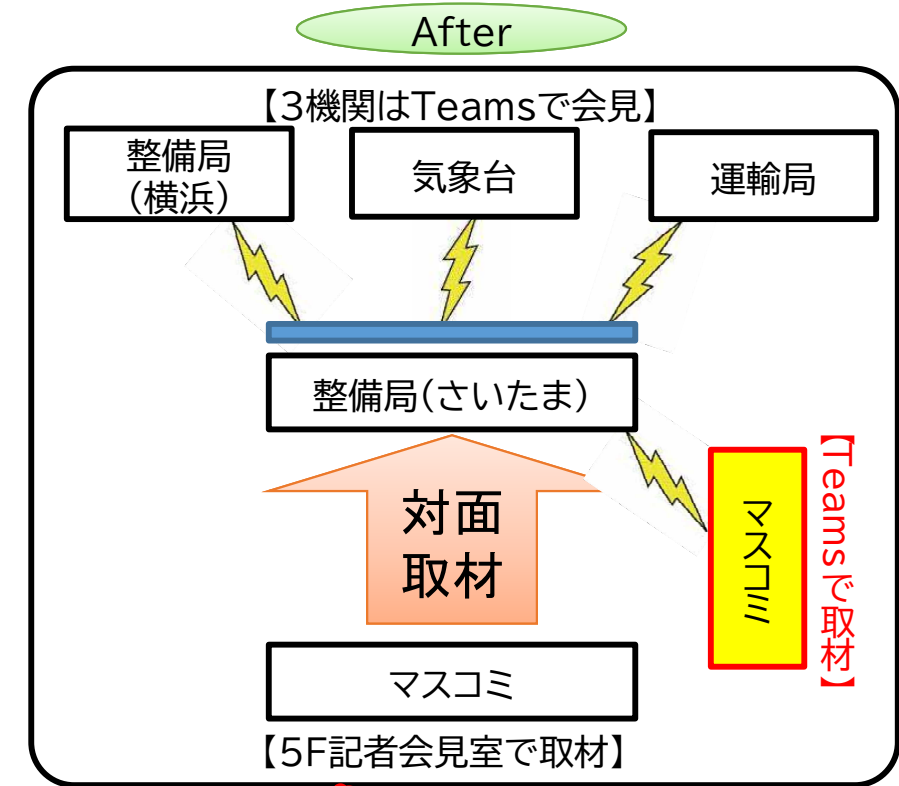 After
【3機関はTeamsで会見】
整備局
（横浜）
気象台
運輸局
整備局（さいたま）
対面
取材
マスコミ
【Teamsで取材】
マスコミ
【5F記者会見室で取材】